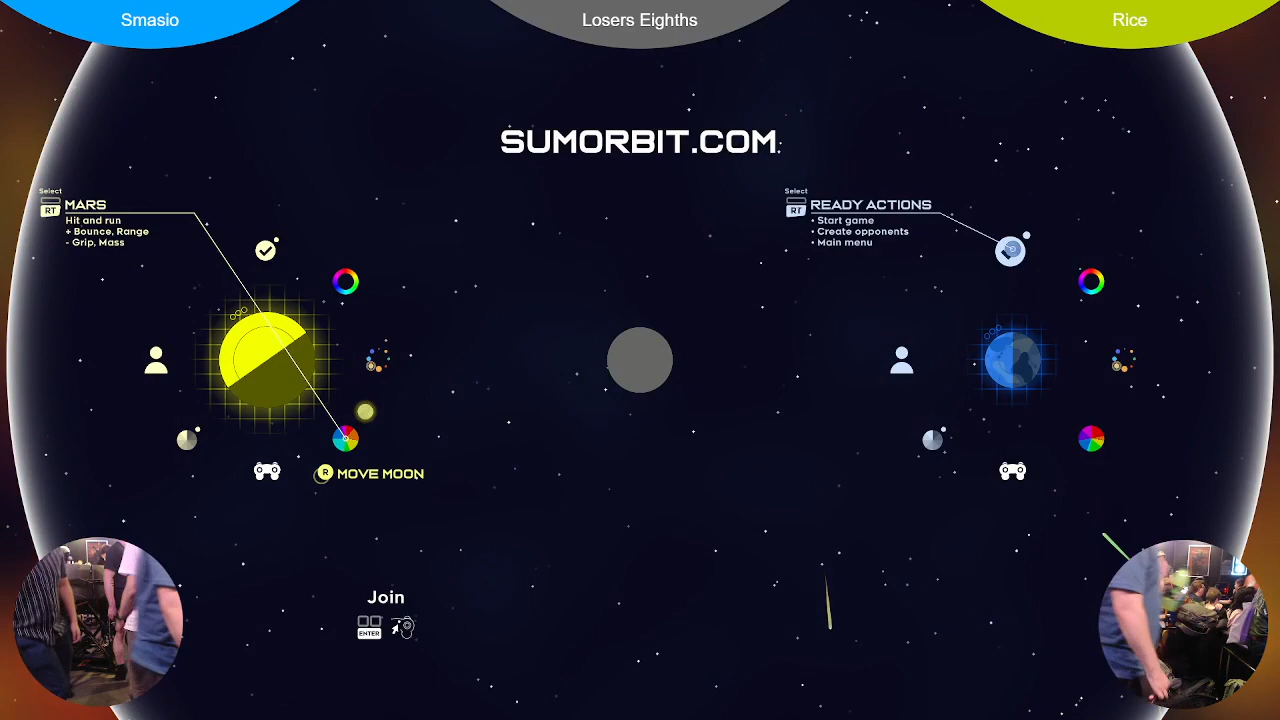 Smasio
Losers Eighths
Rice
SUMORBIT.COM
Select
RT
MARS
Hit and run
+ Bounce, Range
- Grip, Mass
Select
RT
READY ACTIONS
• Start game
• Create opponents
• Main menu
R
MOVE MOON
Join
ENTER